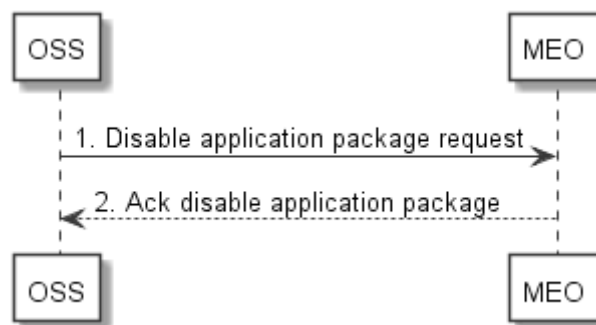 OSS MEO
1. Disable application package request
2. Ack disable application package
OSS MEO